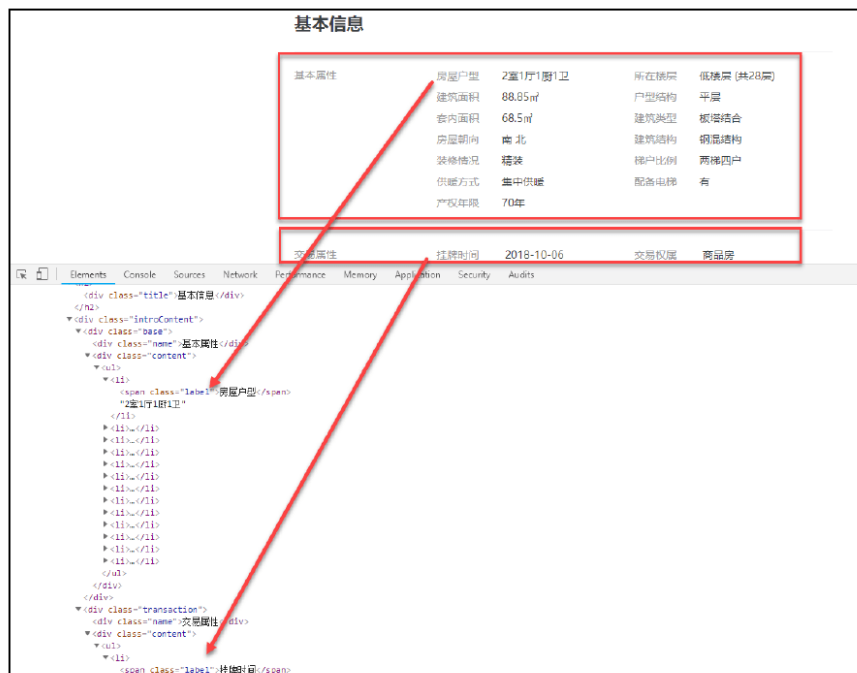 基本信息
基本属性 房屋户型 2室1厅1厨1卫 所在楼层 低楼层 (共28层)
建筑面积 88.85㎡ 户型结构 平层
套内面积 68.5㎡ 建筑类型 板塔结合
房屋朝向 南 北 建筑结构 钢混结构
装修情况 精装 梯户比例 两梯四户
供暖方式 集中供暖 配备电梯 有
产权年限 70年
交易属性 挂牌时间 2018-10-06 交易权属 商品房
Elements Console Sources Network Performance Memory Application Security Audits
<div class="title">基本信息</div>
</h2>
▼<div class="introContent">
▼<div class="base">
<div class="name">基本属性</div>
▼<div class="content">
▼<ul>
▼<li>
<span class="label">房屋户型</span>
"2室1厅1厨1卫"
</li>
▶<li>…</li>
▶<li>…</li>
▶<li>…</li>
▶<li>…</li>
▶<li>…</li>
▶<li>…</li>
▶<li>…</li>
▶<li>…</li>
▶<li>…</li>
▶<li>…</li>
▶<li>…</li>
▶<li>…</li>
</ul>
</div>
</div>
▼<div class="transaction">
<div class="name">交易属性</div>
▼<div class="content">
▼<ul>
▼<li>
<span class="label">挂牌时间</span>